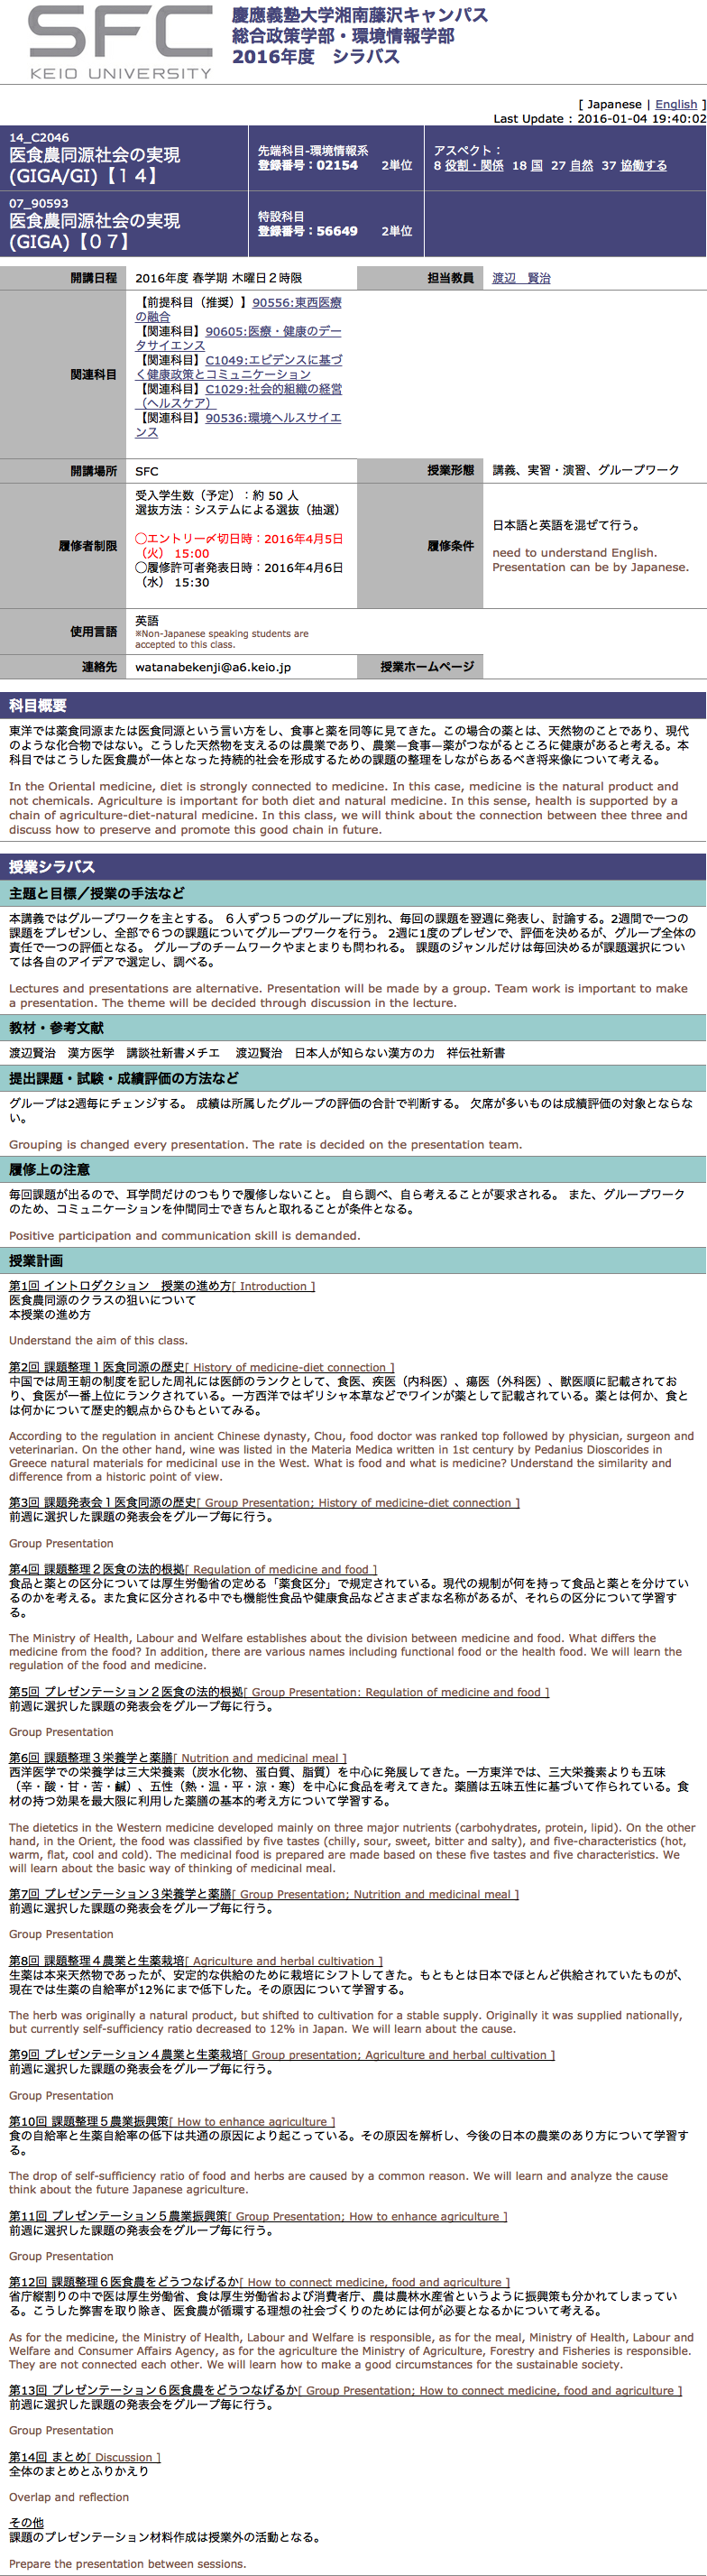 SFC
KEIO UNIVERSITY
慶應義塾大学湘南藤沢キャンパス
総合政策学部・環境情報学部
2016年度　シラバス
[ Japanese | English ]
Last Update : 2016-01-04 19:40:02
14_C2046
医食農同源社会の実現
(GIGA/GI)【１４】
先端科目-環境情報系
登録番号：02154　2単位
アスペクト：
8 役割・関係 18 国 27 自然 37 協働する
07_90593
医食農同源社会の実現
(GIGA)【０７】
特設科目
登録番号：56649　2単位
開講日程
2016年度 春学期 木曜日２時限
担当教員
渡辺　賢治
関連科目
【前提科目（推奨）】90556:東西医療
の融合
【関連科目】90605:医療・健康のデー
タサイエンス
【関連科目】C1049:エビデンスに基づ
く健康政策とコミュニケーション
【関連科目】C1029:社会的組織の経営
（ヘルスケア）
【関連科目】90536:環境ヘルスサイエ
ンス
開講場所
SFC
授業形態
講義、実習・演習、グループワーク
履修者制限
受入学生数（予定）：約 50 人
選抜方法：システムによる選抜（抽選）
◯エントリー〆切日時：2016年4月5日
（火） 15:00
◯履修許可者発表日時：2016年4月6日
（水） 15:30
履修条件
日本語と英語を混ぜて行う。
need to understand English.
Presentation can be by Japanese.
使用言語
英語
※Non-Japanese speaking students are
accepted to this class.
連絡先
watanabekenji@a6.keio.jp
授業ホームページ
科目概要
東洋では薬食同源または医食同源という言い方をし、食事と薬を同等に見てきた。この場合の薬とは、天然物のことであり、現代
のような化合物ではない。こうした天然物を支えるのは農業であり、農業―食事―薬がつながるところに健康があると考える。本
科目ではこうした医食農が一体となった持続的社会を形成するための課題の整理をしながらあるべき将来像について考える。
In the Oriental medicine, diet is strongly connected to medicine. In this case, medicine is the natural product and
not chemicals. Agriculture is important for both diet and natural medicine. In this sense, health is supported by a
chain of agriculture-diet-natural medicine. In this class, we will think about the connection between thee three and
discuss how to preserve and promote this good chain in future.
授業シラバス
主題と目標／授業の手法など
本講義ではグループワークを主とする。 ６人ずつ５つのグループに別れ、毎回の課題を翌週に発表し、討論する。2週間で一つの
課題をプレゼンし、全部で６つの課題についてグループワークを行う。 2週に1度のプレゼンで、評価を決めるが、グループ全体の
責任で一つの評価となる。 グループのチームワークやまとまりも問われる。 課題のジャンルだけは毎回決めるが課題選択につい
ては各自のアイデアで選定し、調べる。
Lectures and presentations are alternative. Presentation will be made by a group. Team work is important to make
a presentation. The theme will be decided through discussion in the lecture.
教材・参考文献
渡辺賢治　漢方医学　講談社新書メチエ　 渡辺賢治　日本人が知らない漢方の力　祥伝社新書
提出課題・試験・成績評価の方法など
グループは2週毎にチェンジする。 成績は所属したグループの評価の合計で判断する。 欠席が多いものは成績評価の対象とならな
い。
Grouping is changed every presentation. The rate is decided on the presentation team.
履修上の注意
毎回課題が出るので、耳学問だけのつもりで履修しないこと。 自ら調べ、自ら考えることが要求される。 また、グループワーク
のため、コミュニケーションを仲間同士できちんと取れることが条件となる。
Positive participation and communication skill is demanded.
授業計画
第1回 イントロダクション　授業の進め方[ Introduction ]
医食農同源のクラスの狙いについて
本授業の進め方
Understand the aim of this class.
第2回 課題整理１医食同源の歴史[ History of medicine-diet connection ]
中国では周王朝の制度を記した周礼には医師のランクとして、食医、疾医（内科医）、瘍医（外科医）、獣医順に記載されてお
り、食医が一番上位にランクされている。一方西洋ではギリシャ本草などでワインが薬として記載されている。薬とは何か、食と
は何かについて歴史的観点からひもといてみる。
According to the regulation in ancient Chinese dynasty, Chou, food doctor was ranked top followed by physician, surgeon and
veterinarian. On the other hand, wine was listed in the Materia Medica written in 1st century by Pedanius Dioscorides in
Greece natural materials for medicinal use in the West. What is food and what is medicine? Understand the similarity and
difference from a historic point of view.
第3回 課題発表会１医食同源の歴史[ Group Presentation; History of medicine-diet connection ]
前週に選択した課題の発表会をグループ毎に行う。
Group Presentation
第4回 課題整理２医食の法的根拠[ Regulation of medicine and food ]
食品と薬との区分については厚生労働省の定める「薬食区分」で規定されている。現代の規制が何を持って食品と薬とを分けてい
るのかを考える。また食に区分される中でも機能性食品や健康食品などさまざまな名称があるが、それらの区分について学習す
る。
The Ministry of Health, Labour and Welfare establishes about the division between medicine and food. What differs the
medicine from the food? In addition, there are various names including functional food or the health food. We will learn the
regulation of the food and medicine.
第5回 プレゼンテーション２医食の法的根拠[ Group Presentation: Regulation of medicine and food ]
前週に選択した課題の発表会をグループ毎に行う。
Group Presentation
第6回 課題整理３栄養学と薬膳[ Nutrition and medicinal meal ]
西洋医学での栄養学は三大栄養素（炭水化物、蛋白質、脂質）を中心に発展してきた。一方東洋では、三大栄養素よりも五味
（辛・酸・甘・苦・鹹）、五性（熱・温・平・涼・寒）を中心に食品を考えてきた。薬膳は五味五性に基づいて作られている。食
材の持つ効果を最大限に利用した薬膳の基本的考え方について学習する。
The dietetics in the Western medicine developed mainly on three major nutrients (carbohydrates, protein, lipid). On the other
hand, in the Orient, the food was classified by five tastes (chilly, sour, sweet, bitter and salty), and five-characteristics (hot,
warm, flat, cool and cold). The medicinal food is prepared are made based on these five tastes and five characteristics. We
will learn about the basic way of thinking of medicinal meal.
第7回 プレゼンテーション３栄養学と薬膳[ Group Presentation; Nutrition and medicinal meal ]
前週に選択した課題の発表会をグループ毎に行う。
Group Presentation
第8回 課題整理４農業と生薬栽培[ Agriculture and herbal cultivation ]
生薬は本来天然物であったが、安定的な供給のために栽培にシフトしてきた。もともとは日本でほとんど供給されていたものが、
現在では生薬の自給率が12%にまで低下した。その原因について学習する。
The herb was originally a natural product, but shifted to cultivation for a stable supply. Originally it was supplied nationally,
but currently self-sufficiency ratio decreased to 12% in Japan. We will learn about the cause.
第9回 プレゼンテーション４農業と生薬栽培[ Group presentation; Agriculture and herbal cultivation ]
前週に選択した課題の発表会をグループ毎に行う。
Group Presentation
第10回 課題整理５農業振興策[ How to enhance agriculture ]
食の自給率と生薬自給率の低下は共通の原因により起こっている。その原因を解析し、今後の日本の農業のあり方について学習す
る。
The drop of self-sufficiency ratio of food and herbs are caused by a common reason. We will learn and analyze the cause
think about the future Japanese agriculture.
第11回 プレゼンテーション５農業振興策[ Group Presentation; How to enhance agriculture ]
前週に選択した課題の発表会をグループ毎に行う。
Group Presentation
第12回 課題整理６医食農をどうつなげるか[ How to connect medicine, food and agriculture ]
省庁縦割りの中で医は厚生労働省、食は厚生労働省および消費者庁、農は農林水産省というように振興策も分かれてしまってい
る。こうした弊害を取り除き、医食農が循環する理想の社会づくりのためには何が必要となるかについて考える。
As for the medicine, the Ministry of Health, Labour and Welfare is responsible, as for the meal, Ministry of Health, Labour and
Welfare and Consumer Affairs Agency, as for the agriculture the Ministry of Agriculture, Forestry and Fisheries is responsible.
They are not connected each other. We will learn how to make a good circumstances for the sustainable society.
第13回 プレゼンテーション６医食農をどうつなげるか[ Group Presentation; How to connect medicine, food and agriculture ]
前週に選択した課題の発表会をグループ毎に行う。
Group Presentation
第14回 まとめ[ Discussion ]
全体のまとめとふりかえり
Overlap and reflection
その他
課題のプレゼンテーション材料作成は授業外の活動となる。
Prepare the presentation between sessions.